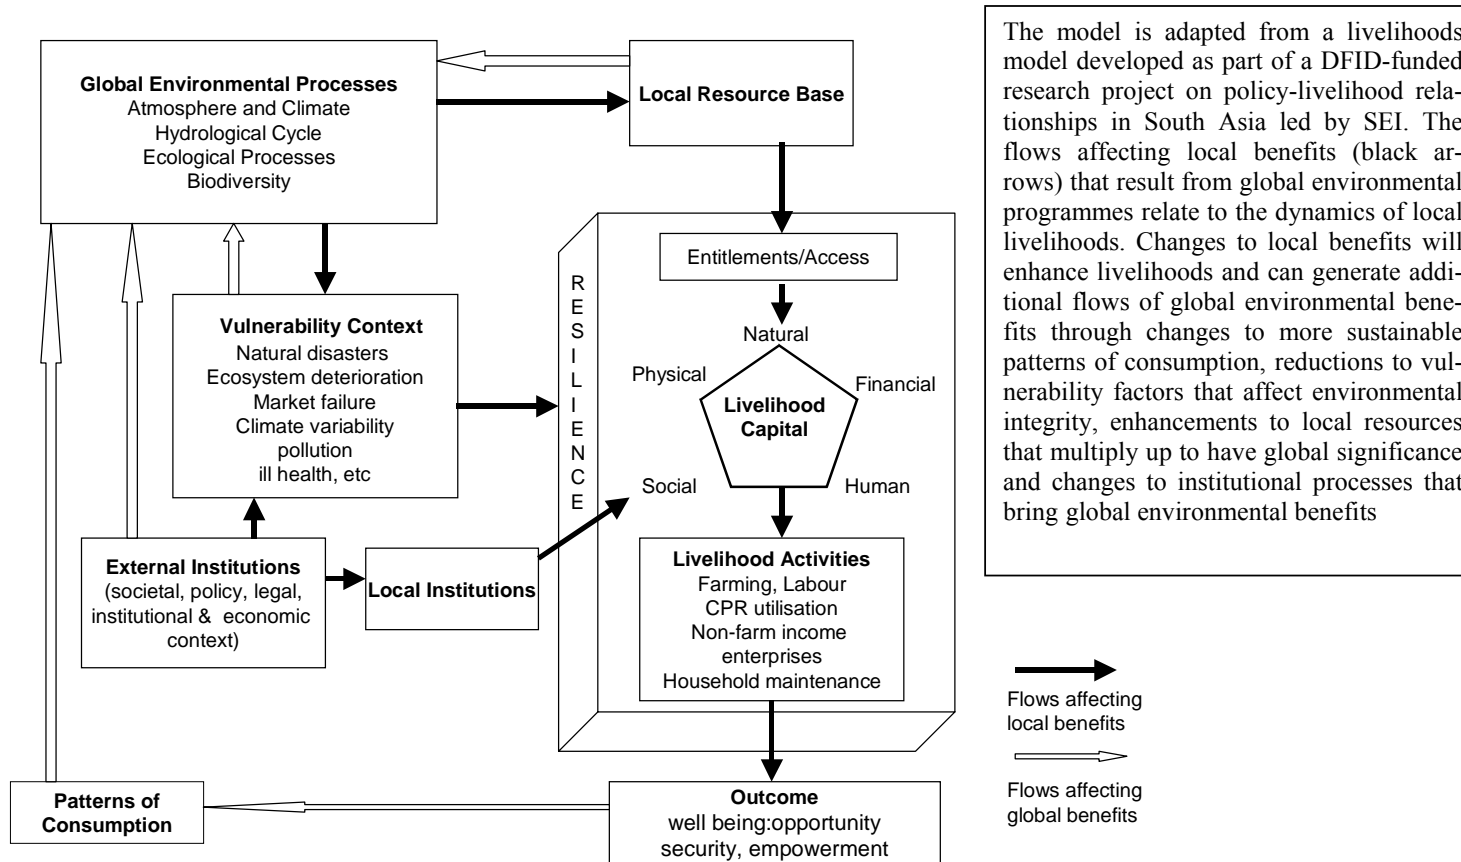 Global Environmental Processes
Atmosphere and Climate
Hydrological Cycle
Ecological Processes
Biodiversity
Local Resource Base
Entitlements/Access
RESILIENCE
Natural
Physical
Financial
Livelihood
Capital
Social
Human
Vulnerability Context
Natural disasters
Ecosystem deterioration
Market failure
Climate variability
pollution
ill health, etc
External Institutions
(societal, policy, legal,
institutional & economic
context)
Local Institutions
Livelihood Activities
Farming, Labour
CPR utilisation
Non-farm income
enterprises
Household maintenance
Patterns of
Consumption
Outcome
well being:opportunity
security, empowerment
The model is adapted from a livelihoods
model developed as part of a DFID-funded
research project on policy-livelihood rela-
tionships in South Asia led by SEI. The
flows affecting local benefits (black ar-
rows) that result from global environmental
programmes relate to the dynamics of local
livelihoods. Changes to local benefits will
enhance livelihoods and can generate addi-
tional flows of global environmental bene-
fits through changes to more sustainable
patterns of consumption, reductions to vul-
nerability factors that affect environmental
integrity, enhancements to local resources
that multiply up to have global significance
and changes to institutional processes that
bring global environmental benefits
Flows affecting
local benefits
Flows affecting
global benefits